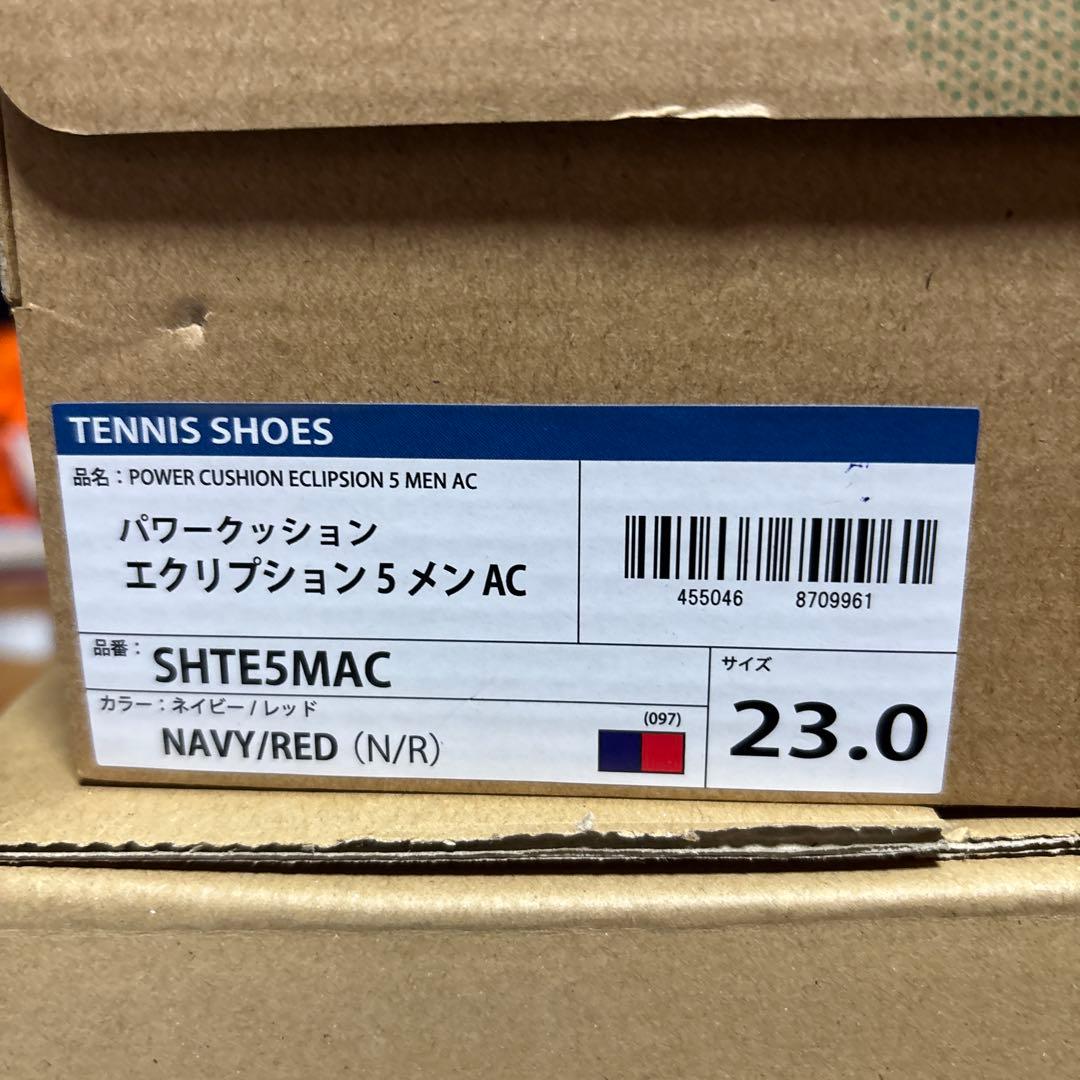 TENNIS SHOES
品名：POWER CUSHION ECLIPSION 5 MEN AC
パワークッション
エクリプション 5 メン AC
455046 8709961
品番：SHTE5MAC
カラー：ネイビー / レッド
NAVY/RED（N/R）
(097)
サイズ
23.0